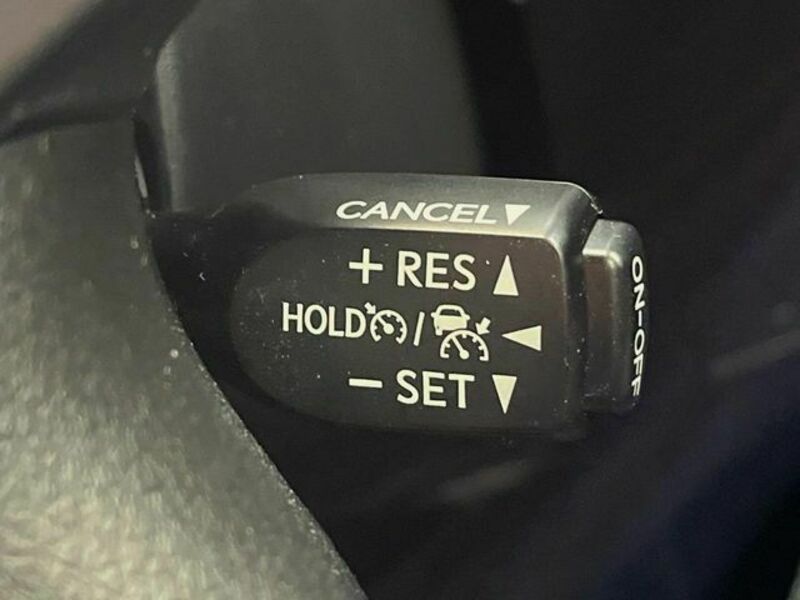 CANCEL▼
+ RES ▲
HOLD / ◀
− SET ▼
ON-OFF